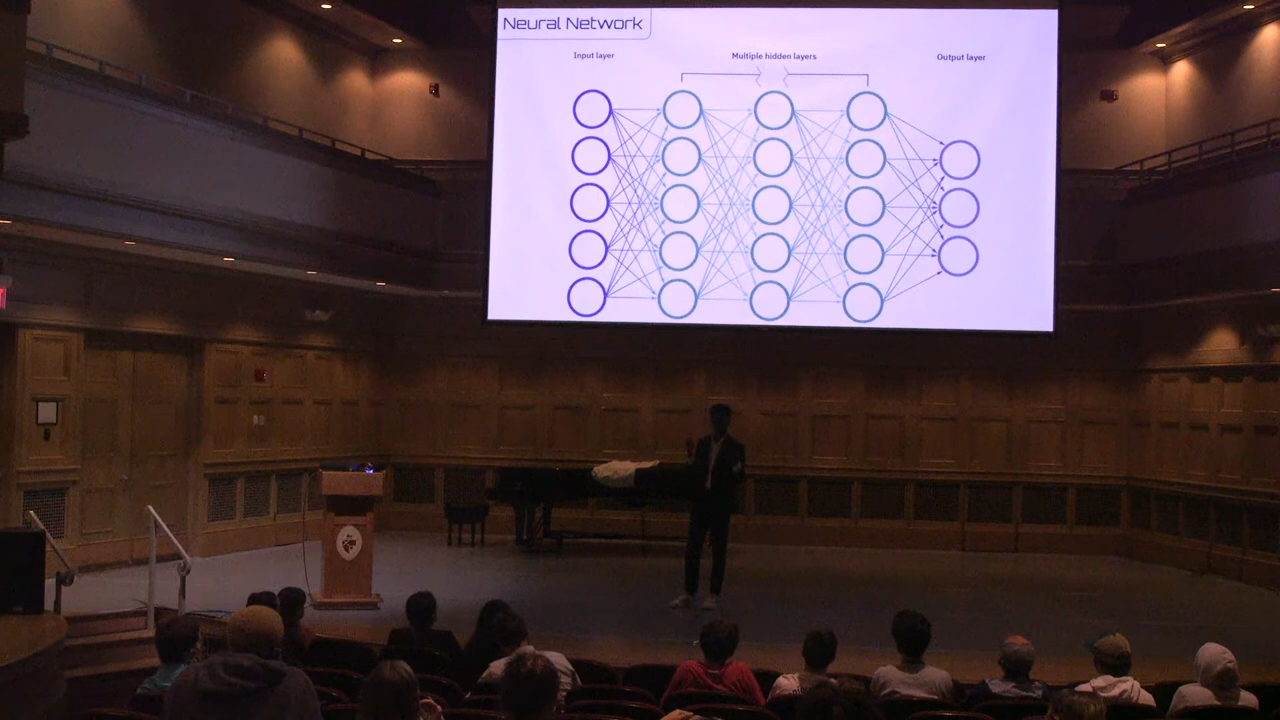 Neural Network
Input layer
Multiple hidden layers
Output layer